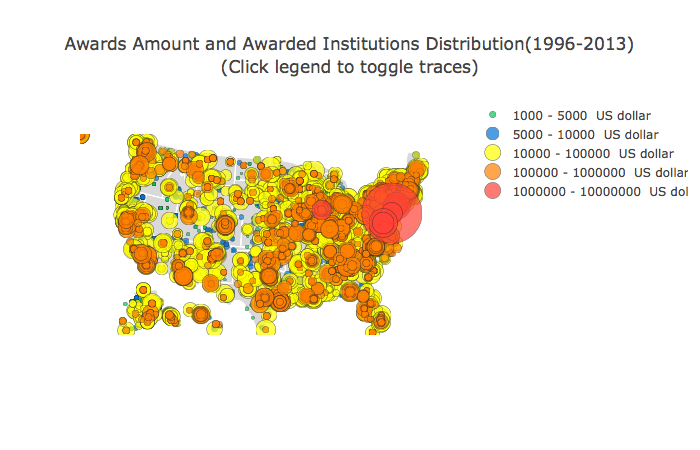 Awards Amount and Awarded Institutions Distribution(1996-2013)
(Click legend to toggle traces)
1000 - 5000 US dollar
5000 - 10000 US dollar
10000 - 100000 US dollar
100000 - 1000000 US dollar
1000000 - 10000000 US dol